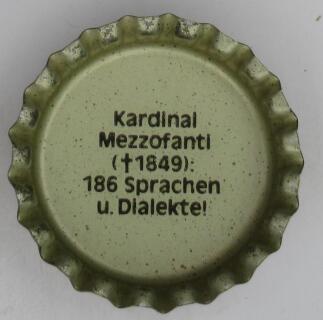 Kardinal
Mezzofanti
(†1849):
186 Sprachen
u. Dialekte!